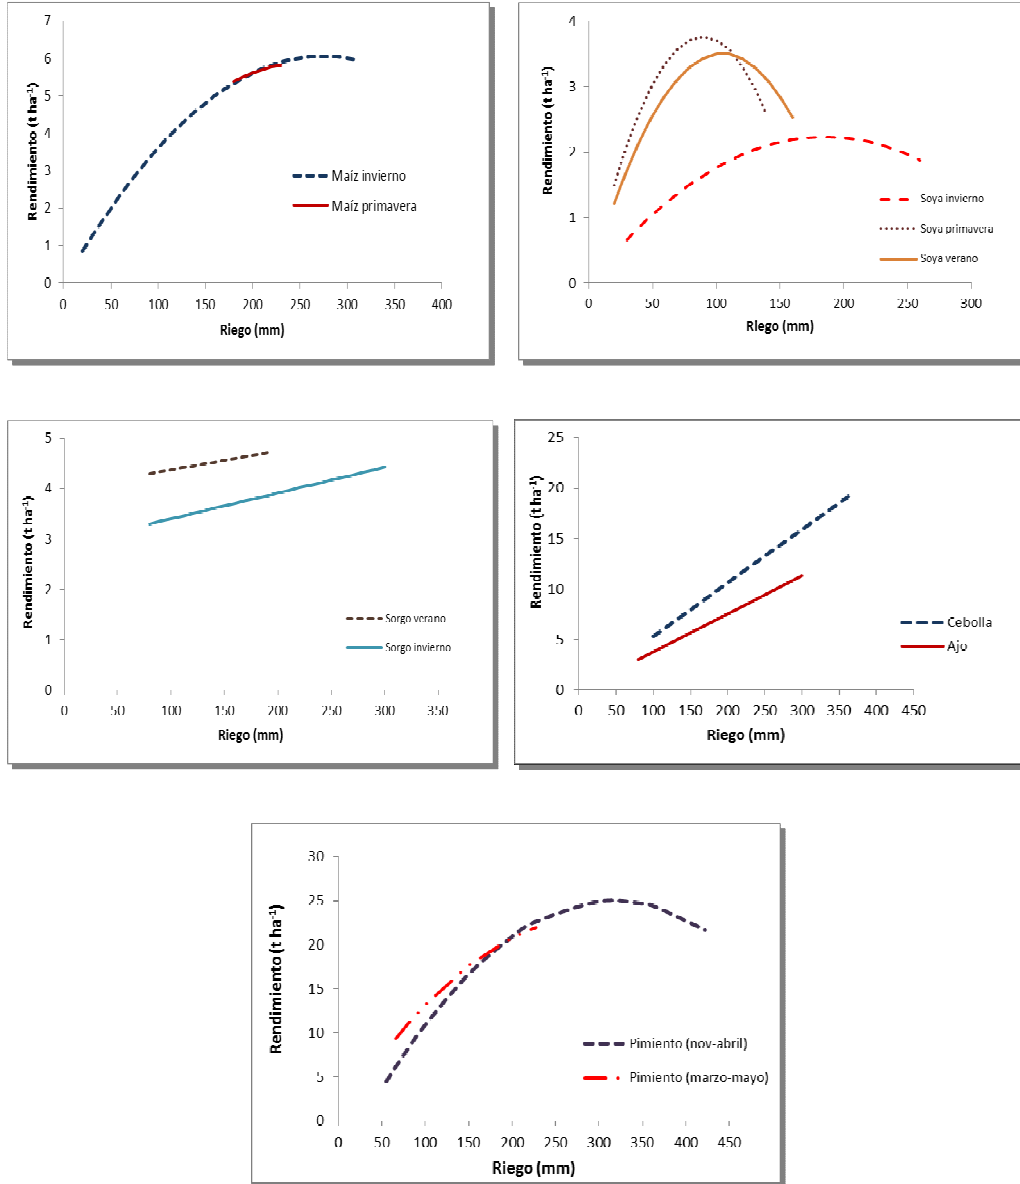 7
6
5
4
3
2
1
0
Rendimiento (t ha-1)
Maíz invierno
Maíz primavera
0 50 100 150 200 250 300 350 400
Riego (mm)
4
3
2
1
0
Rendimiento (t ha-1)
Soya invierno
Soya primavera
Soya verano
0 50 100 150 200 250 300
Riego (mm)
5
4
3
2
1
0
Rendimiento (t ha-1)
Sorgo verano
Sorgo invierno
0 50 100 150 200 250 300 350
Riego (mm)
25
20
15
10
5
0
Rendimiento (t ha-1)
Cebolla
Ajo
0 50 100 150 200 250 300 350 400 450
Riego (mm)
30
25
20
15
10
5
0
Rendimiento (t ha-1)
Pimiento (nov-abril)
Pimiento (marzo-mayo)
0 50 100 150 200 250 300 350 400 450
Riego (mm)